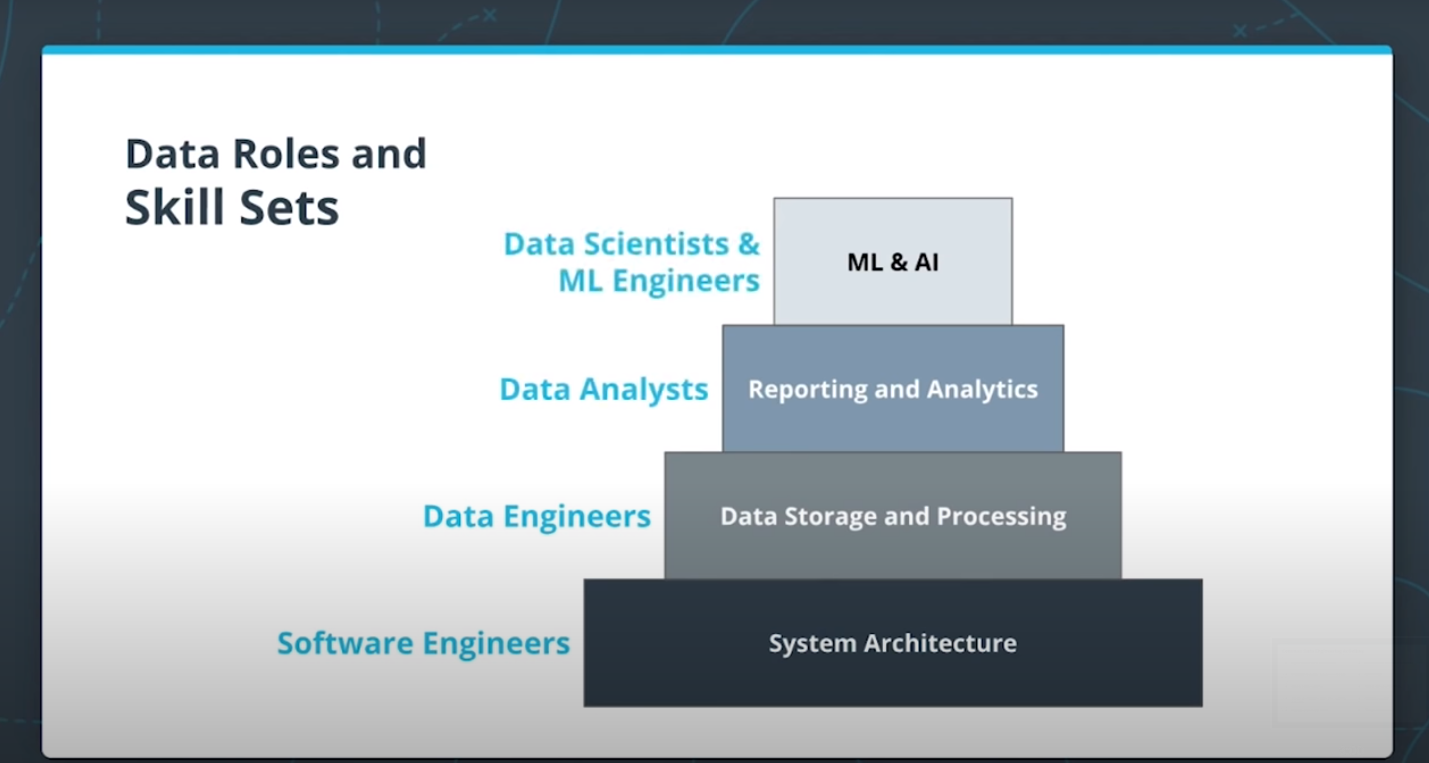 Data Roles and
Skill Sets
Data Scientists &
ML Engineers
ML & AI
Data Analysts
Reporting and Analytics
Data Engineers
Data Storage and Processing
Software Engineers
System Architecture